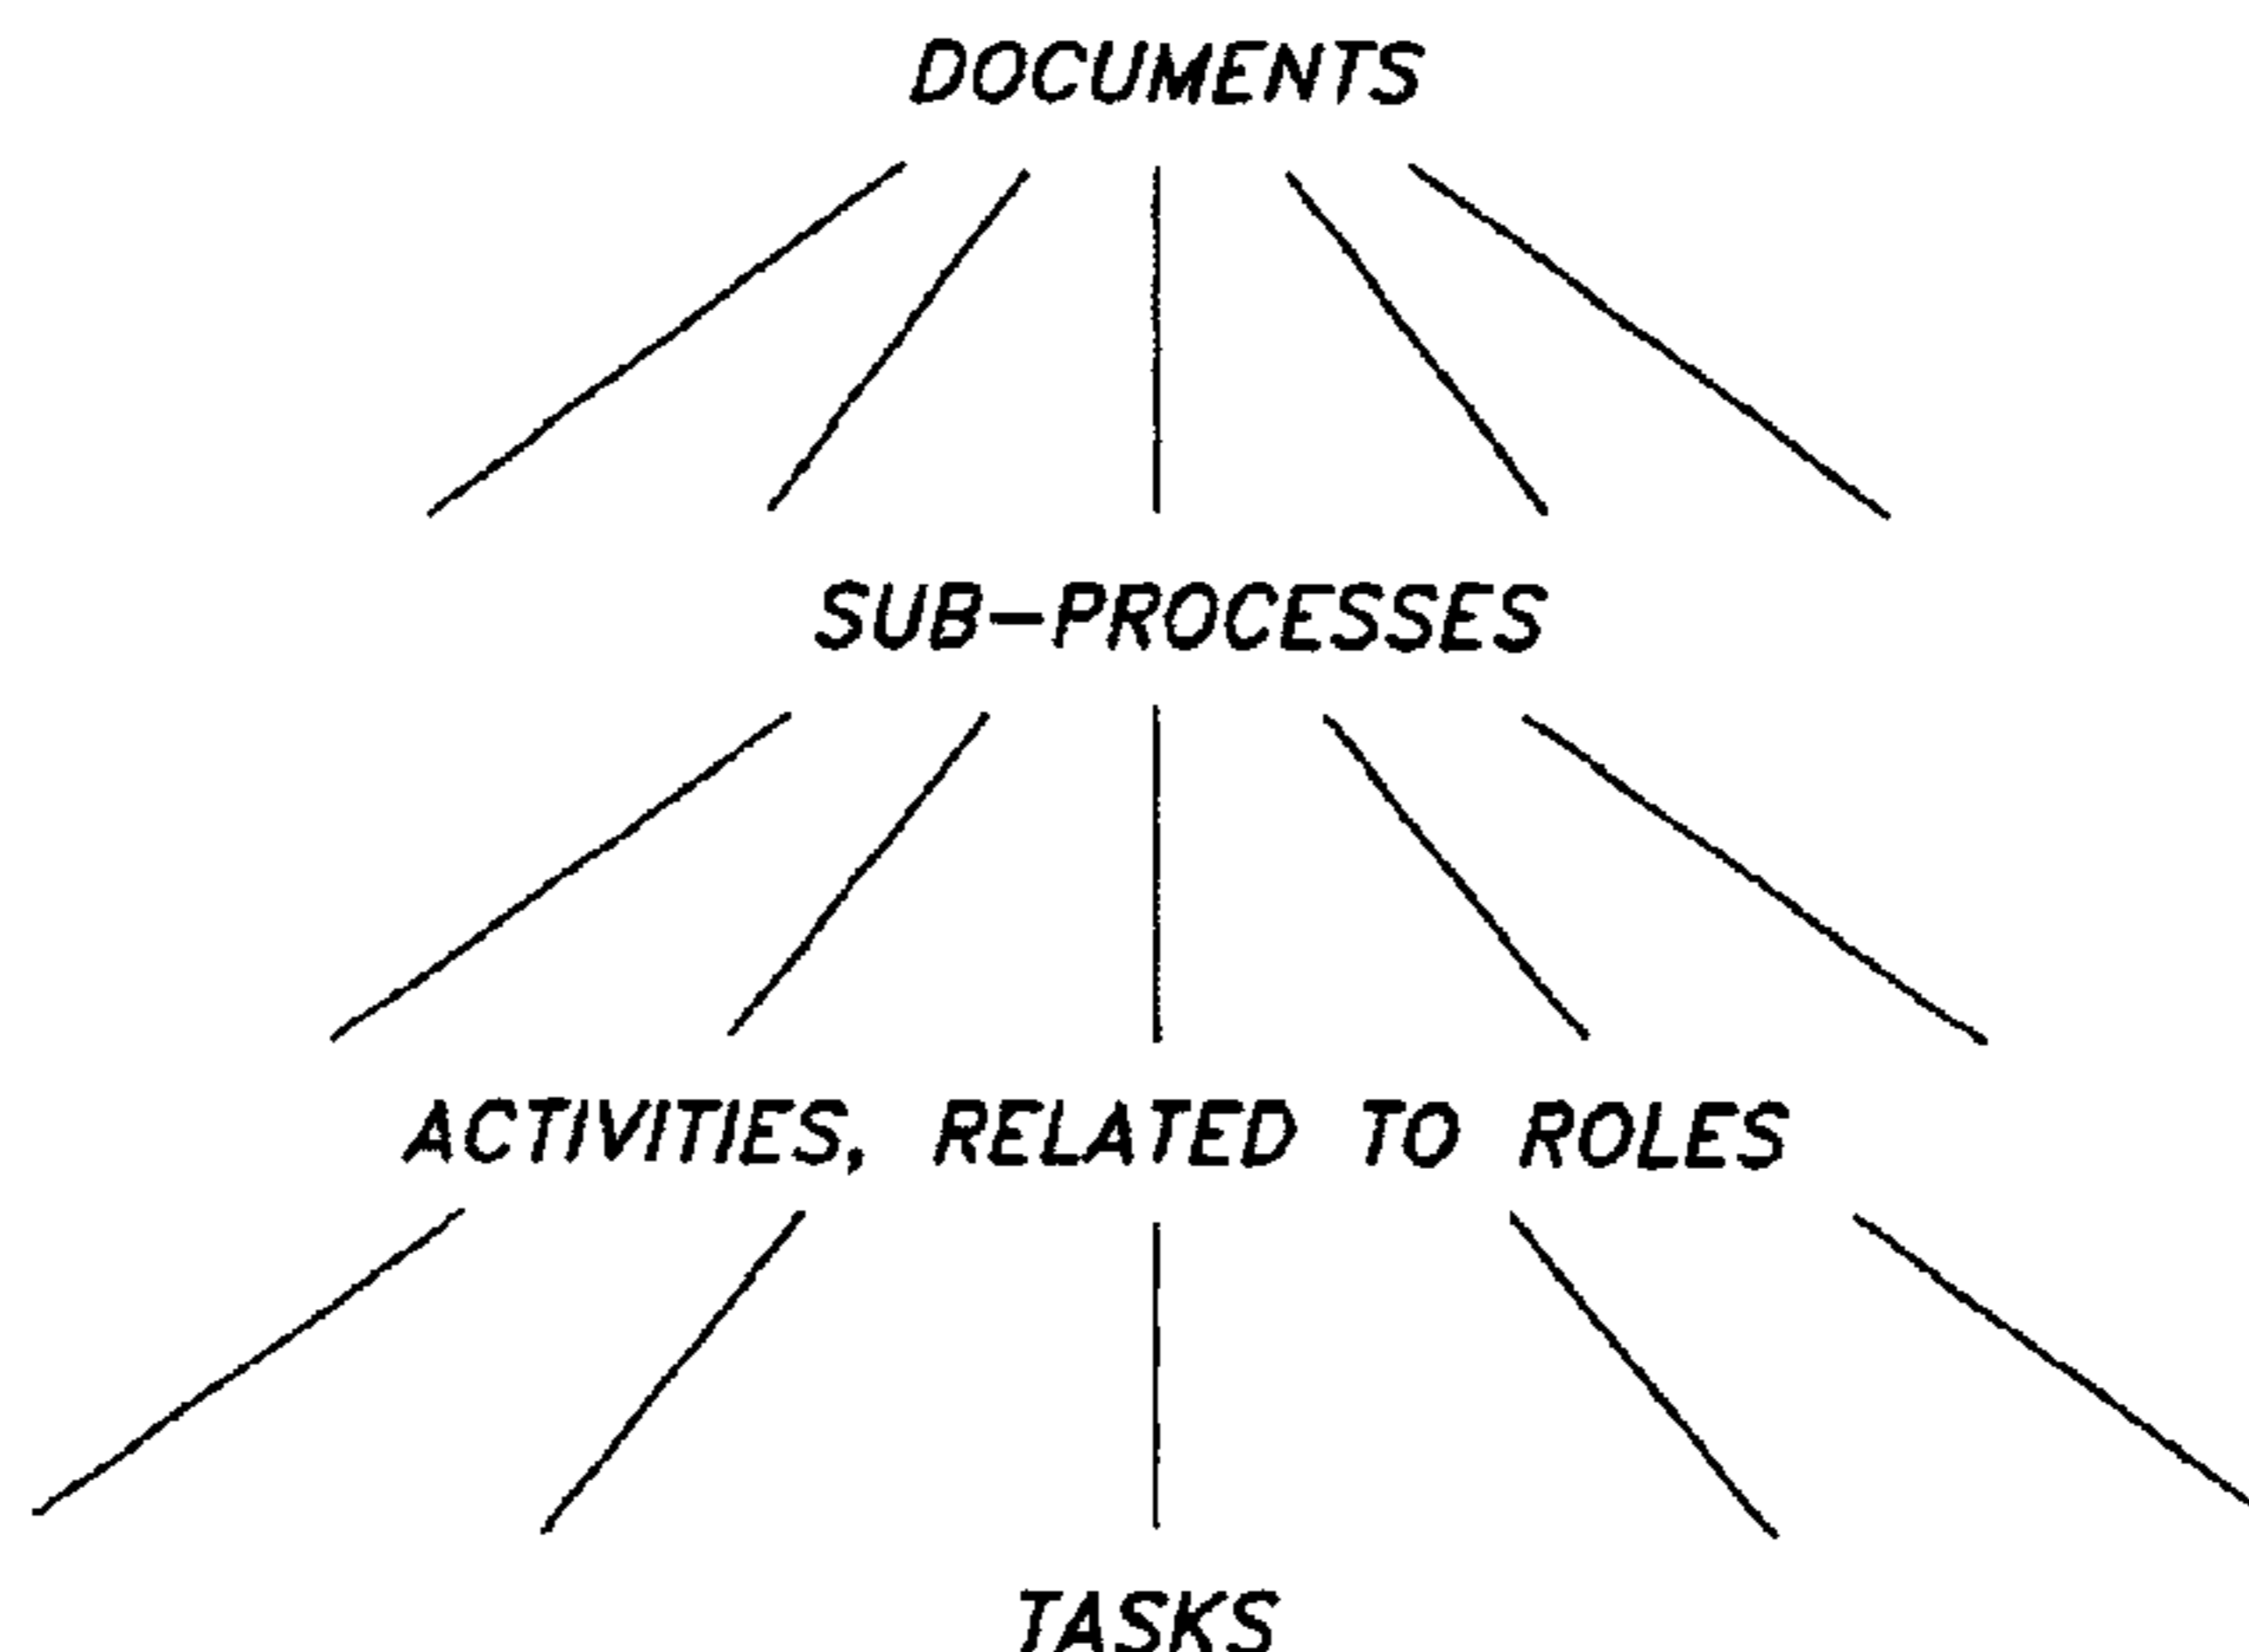 DOCUMENTS
SUB-PROCESSES
ACTIVITIES, RELATED TO ROLES
TASKS